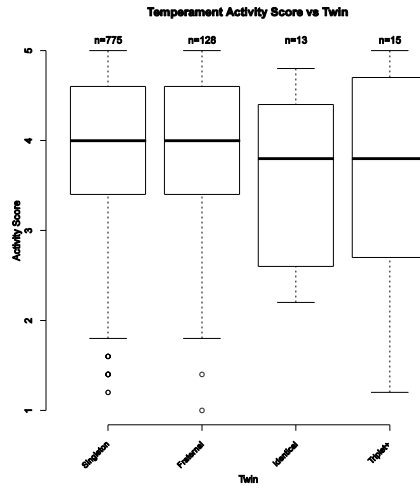 Temperament Activity Score vs Twin
n=775 n=128 n=13 n=15
5
4
3
2
1
Activity Score
Singleton Fraternal Identical Triplet+
Twin